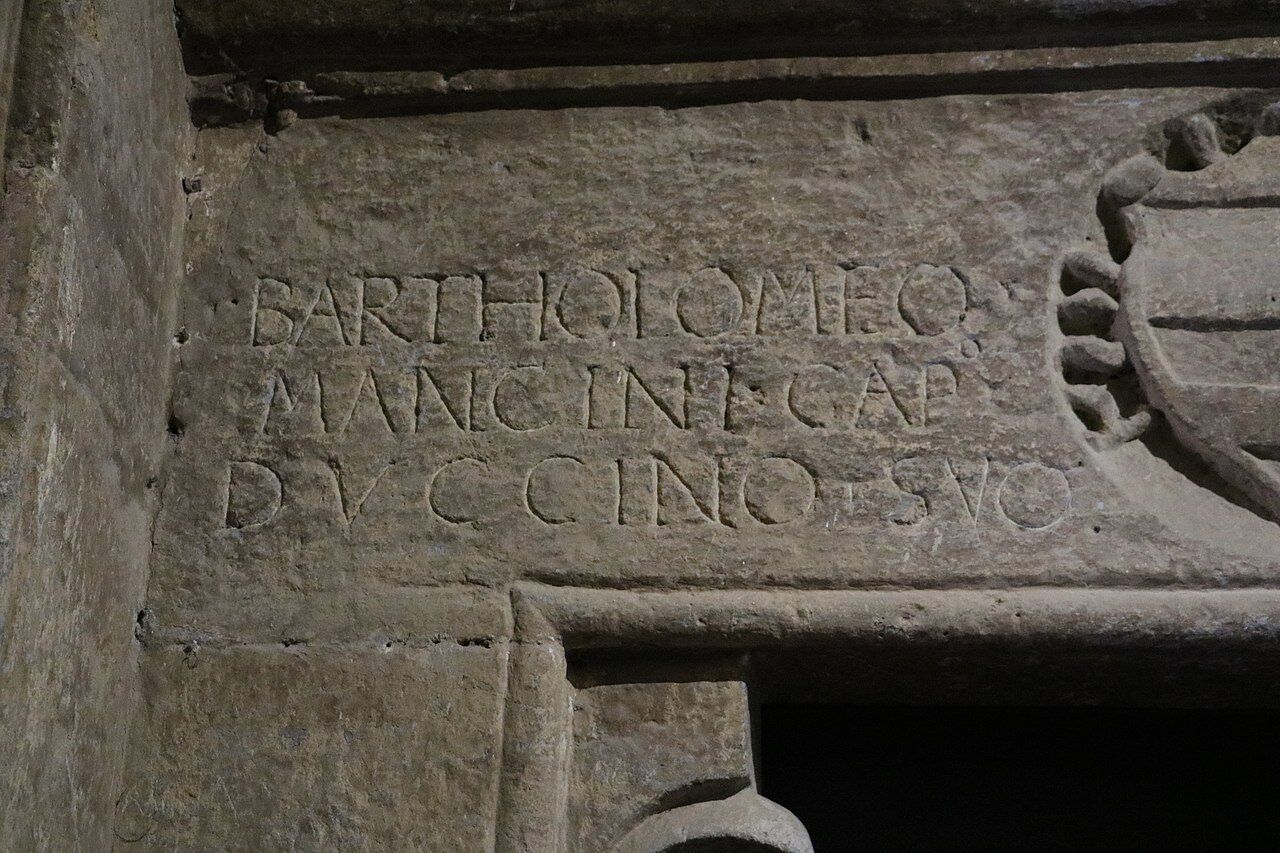 BARTHOLOMEO
MANCINI · CAP
DVCCINO · SVO